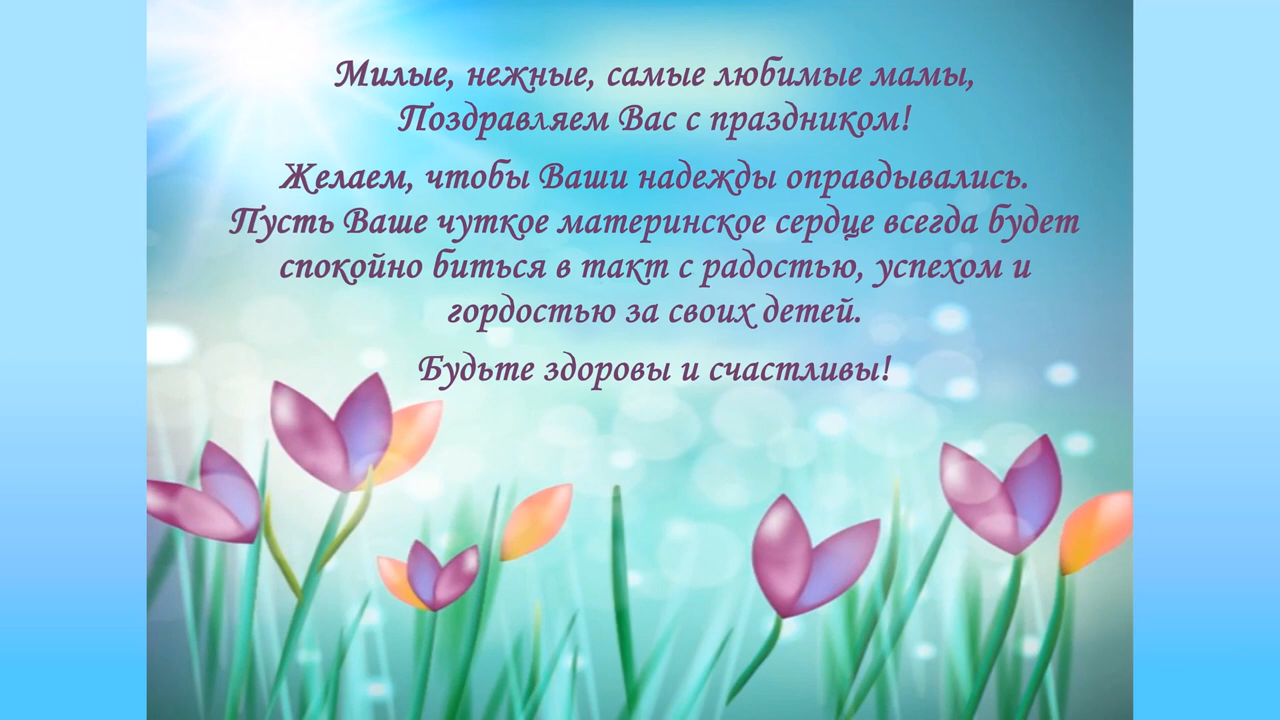 Милые, нежные, самые любимые мамы,
Поздравляем Вас с праздником!
Желаем, чтобы Ваши надежды оправдывались.
Пусть Ваше чуткое материнское сердце всегда будет
спокойно биться в такт с радостью, успехом и
гордостью за своих детей.
Будьте здоровы и счастливы!